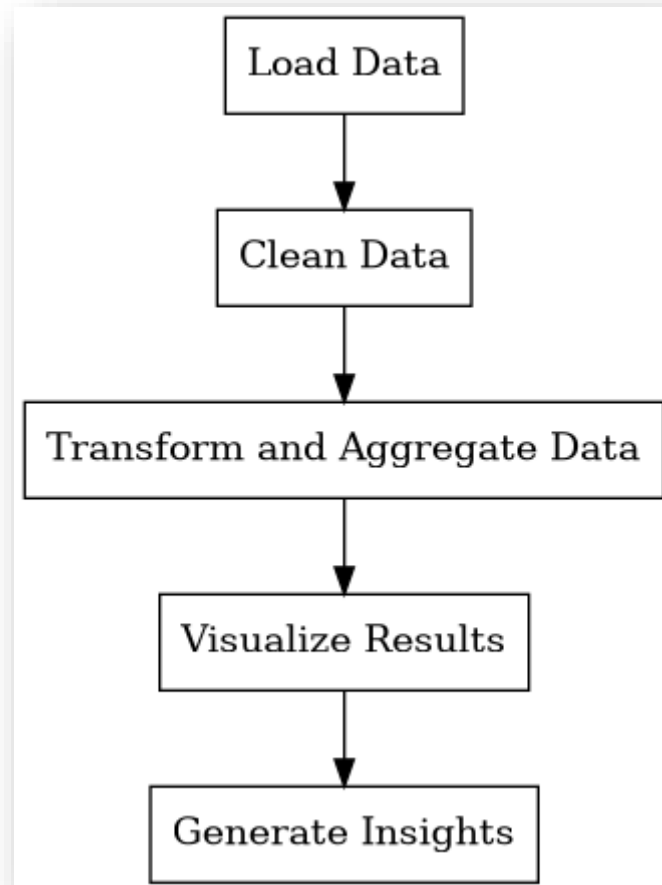 Load Data
Clean Data
Transform and Aggregate Data
Visualize Results
Generate Insights